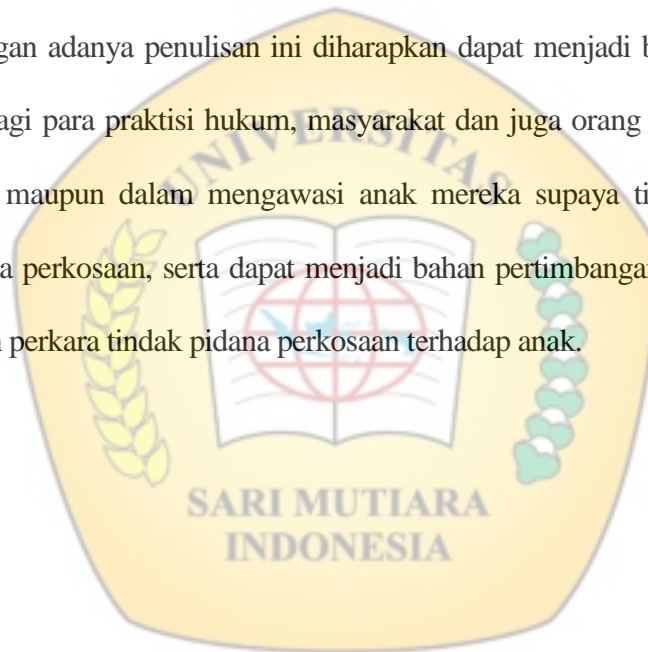 gan adanya penulisan ini diharapkan dapat menjadi b
agi para praktisi hukum, masyarakat dan juga orang
maupun dalam mengawasi anak mereka supaya ti
a perkosaan, serta dapat menjadi bahan pertimbangan
perkara tindak pidana perkosaan terhadap anak.
UNIVERSITAS
SARI MUTIARA
INDONESIA